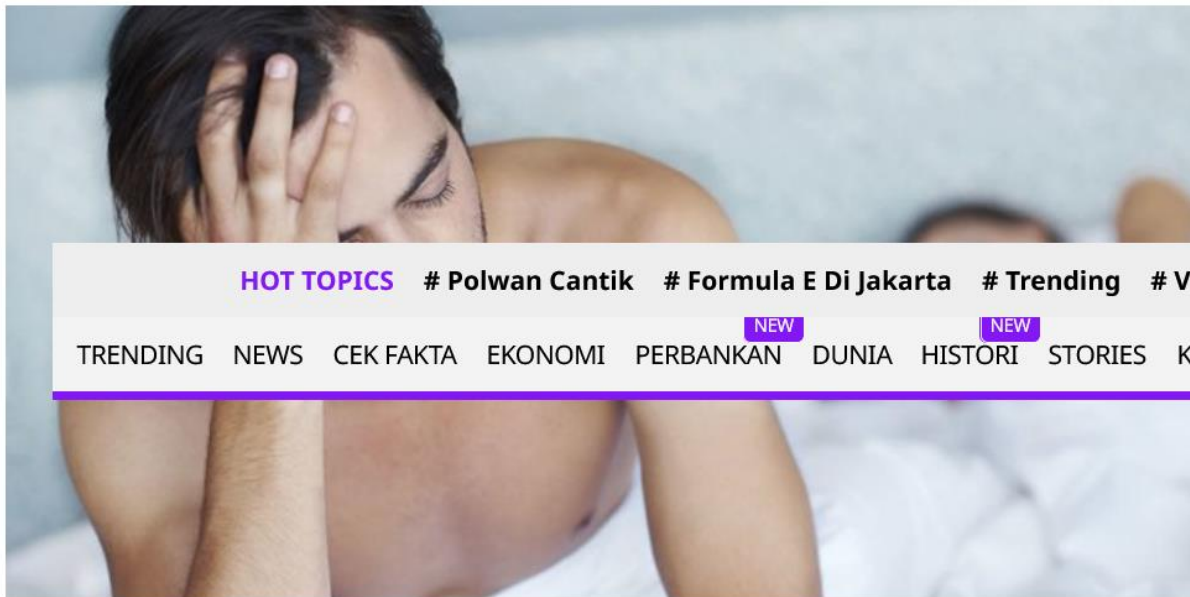 HOT TOPICS # Polwan Cantik # Formula E Di Jakarta # Trending # V
NEW NEW
TRENDING NEWS CEK FAKTA EKONOMI PERBANKAN DUNIA HISTORI STORIES K